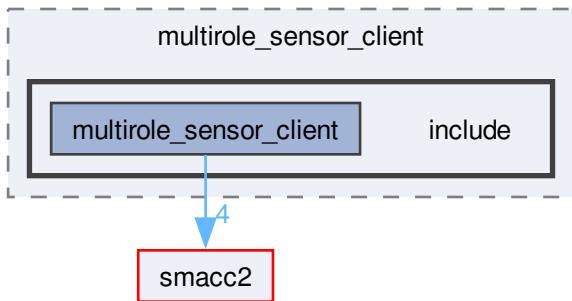 multirole_sensor_client
multirole_sensor_client
include
4
smacc2